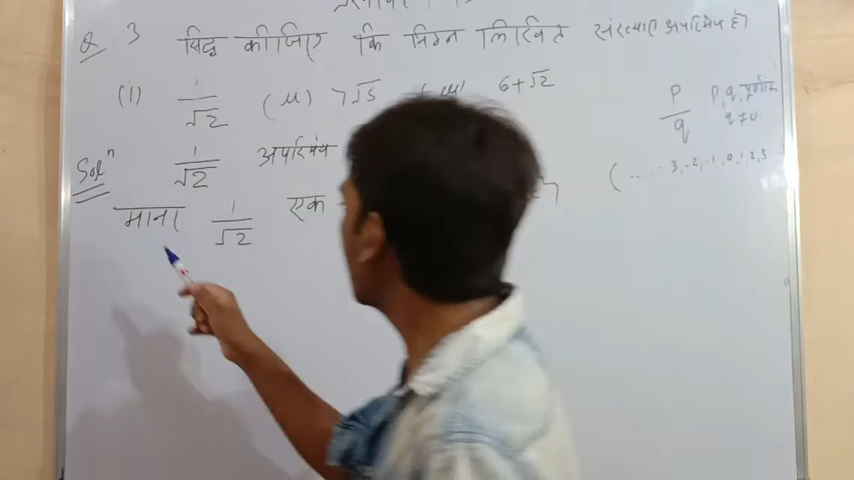 Q. 3 सिद्ध कीजिए कि निम्न लिखित संख्याए अपरिमेय है।
(i) 1/√2 (ii) 7√5 6+√2
p/q p, q, पूर्णांक
q≠0
Solⁿ 1/√2 अपरिमेय
(..... -3, -2, -1, 0, 1, 2, 3
माना 1/√2 एक